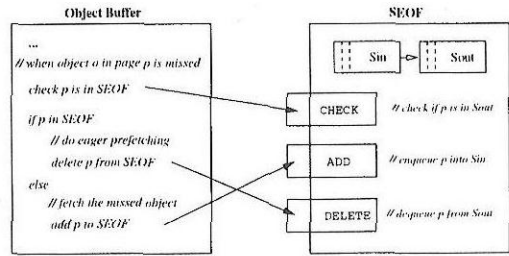 Object Buffer
...
// when object o in page p is missed
check p is in SEOF
if p in SEOF
// do eager prefetching
delete p from SEOF
else
// fetch the missed object
add p to SEOF
SEOF
Sin
Sout
CHECK
// check if p is in Sout
ADD
// enqueue p into Sin
DELETE
// dequeue p from Sout